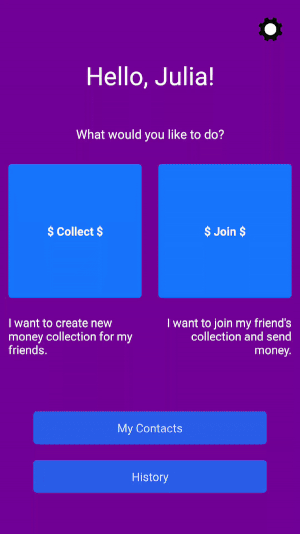 Hello, Julia!
What would you like to do?
$ Collect $
$ Join $
I want to create new
money collection for my
friends.
I want to join my friend's
collection and send
money.
My Contacts
History